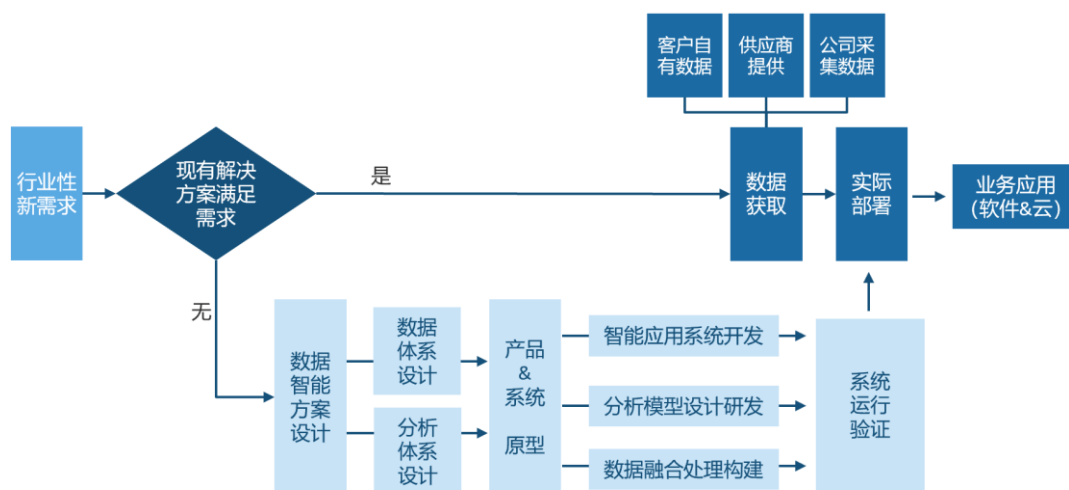 客户自
有数据
供应商
提供
公司采
集数据
行业性
新需求
现有解决
方案满足
需求
是
数据
获取
实际
部署
业务应用
（软件&云）
无
数据
智能
方案
设计
数据
体系
设计
分析
体系
设计
产品
&
系统
原型
智能应用系统开发
分析模型设计研发
数据融合处理构建
系统
运行
验证